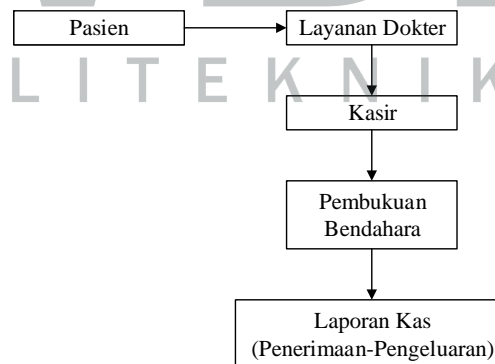 Pasien
Layanan Dokter
LITEKNIK
Kasir
Pembukuan
Bendahara
Laporan Kas
(Penerimaan-Pengeluaran)